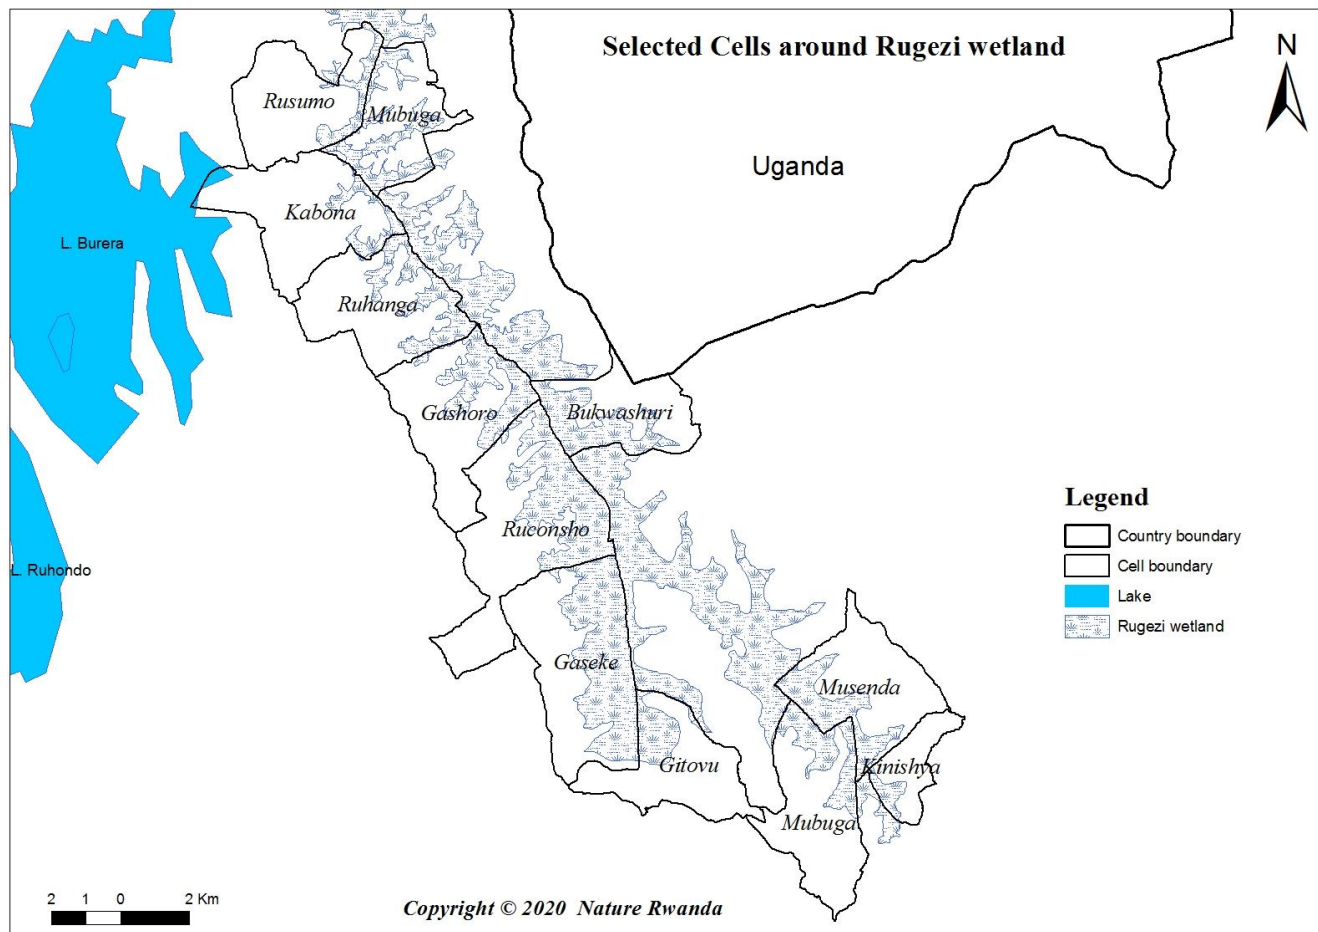 Selected Cells around Rugezi wetland
N
Rusumo
Mubuga
Uganda
Kabona
L. Burera
Ruhanga
Gashoro
Bukwashuri
Legend
Ruconsho
Country boundary
L. Ruhondo
Cell boundary
Lake
Rugezi wetland
Gaseke
Musenda
Gitovu
Kinishya
Mubuga
2 1 0 2 Km
Copyright © 2020 Nature Rwanda